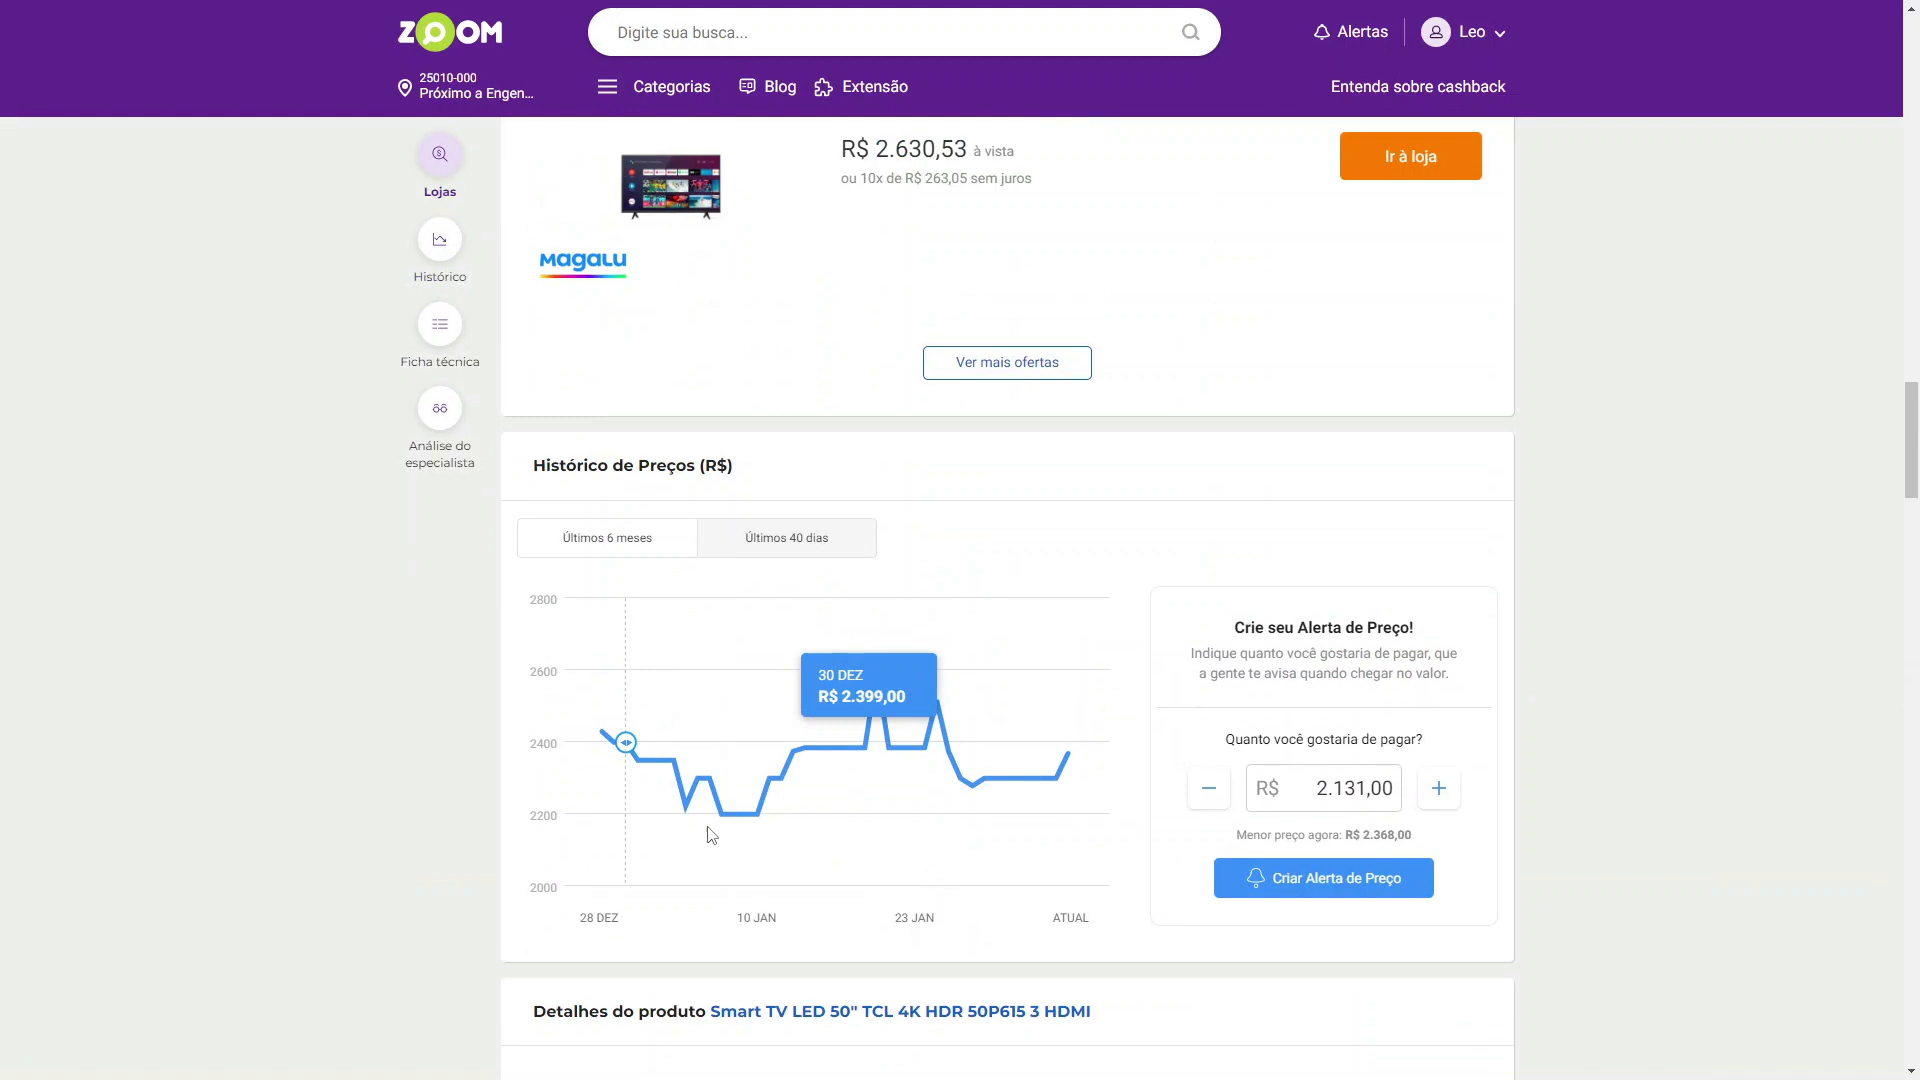 ZOOM
Digite sua busca...
Alertas
Leo
25010-000
Próximo a Engen...
Categorias
Blog
Extensão
Entenda sobre cashback
Lojas
Histórico
Ficha técnica
Análise do
especialista
R$ 2.630,53 à vista
ou 10x de R$ 263,05 sem juros
Ir à loja
Magalu
Ver mais ofertas
Histórico de Preços (R$)
Últimos 6 meses
Últimos 40 dias
2800
2600
2400
2200
2000
30 DEZ
R$ 2.399,00
28 DEZ
10 JAN
23 JAN
ATUAL
Crie seu Alerta de Preço!
Indique quanto você gostaria de pagar, que
a gente te avisa quando chegar no valor.
Quanto você gostaria de pagar?
R$ 2.131,00
Menor preço agora: R$ 2.368,00
Criar Alerta de Preço
Detalhes do produto Smart TV LED 50" TCL 4K HDR 50P615 3 HDMI